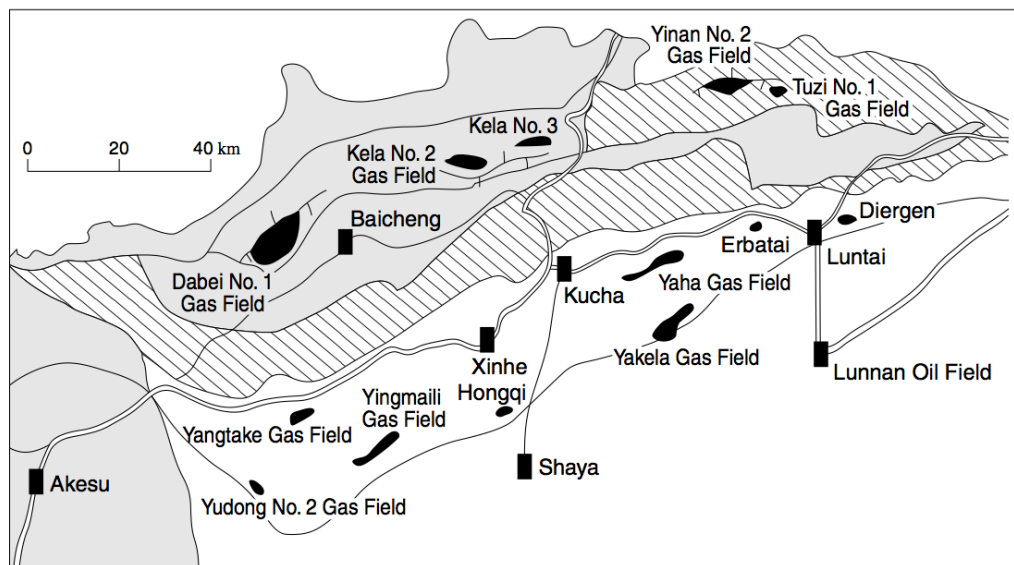 Yinan No. 2
Gas Field
Tuzi No. 1
Gas Field
Kela No. 3
0 20 40 km
Kela No. 2
Gas Field
Baicheng
Diergen
Erbatai
Luntai
Dabei No. 1
Gas Field
Kucha
Yaha Gas Field
Xinhe
Yakela Gas Field
Lunnan Oil Field
Hongqi
Yingmaili
Gas Field
Yangtake Gas Field
Shaya
Akesu
Yudong No. 2 Gas Field